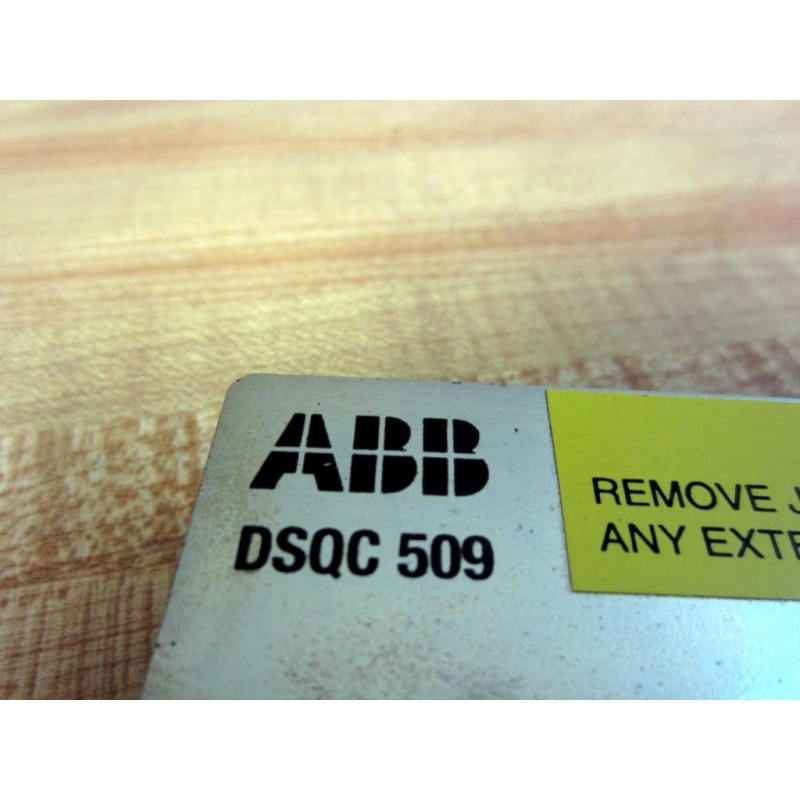 ABB
DSQC 509
REMOVE
ANY